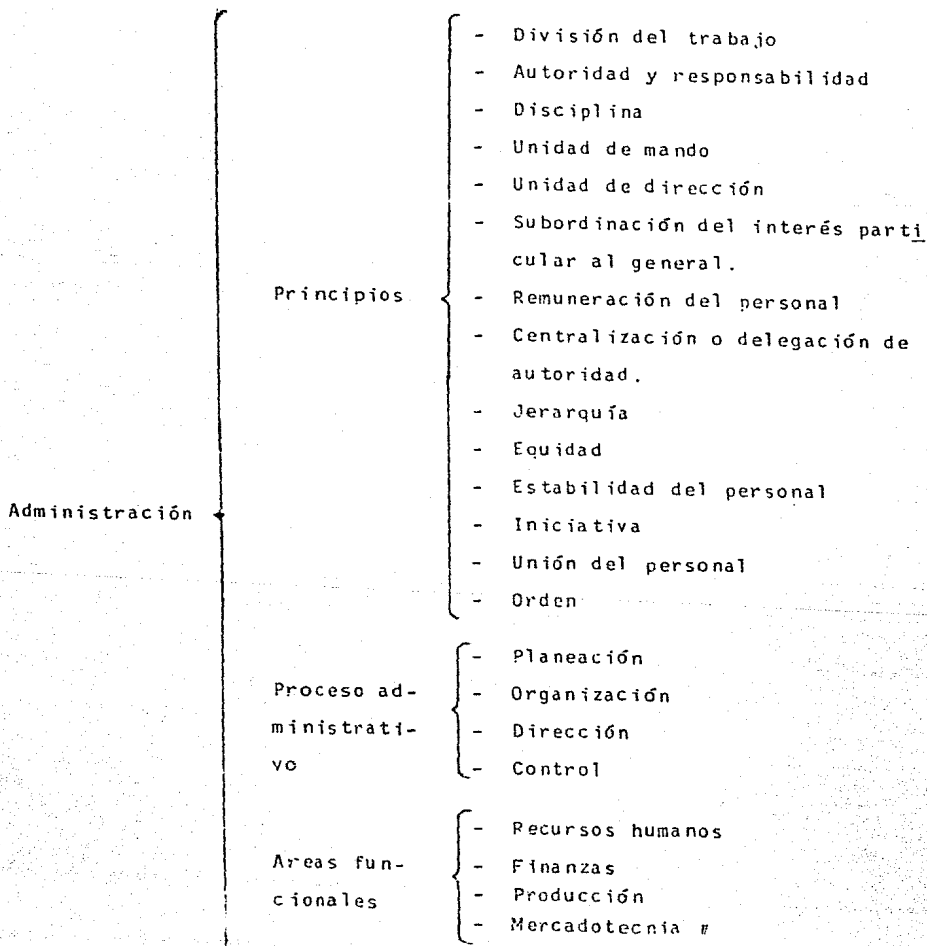 - División del trabajo
- Autoridad y responsabilidad
- Disciplina
- Unidad de mando
- Unidad de dirección
- Subordinación del interés parti
cular al general.
Principios
- Remuneración del personal
- Centralización o delegación de
autoridad.
- Jerarquía
- Equidad
- Estabilidad del personal
Administración
- Iniciativa
- Unión del personal
- Orden
- Planeación
Proceso ad-
- Organización
ministrati-
- Dirección
vo
- Control
- Recursos humanos
Areas fun-
- Finanzas
cionales
- Producción
- Mercadotecnia "